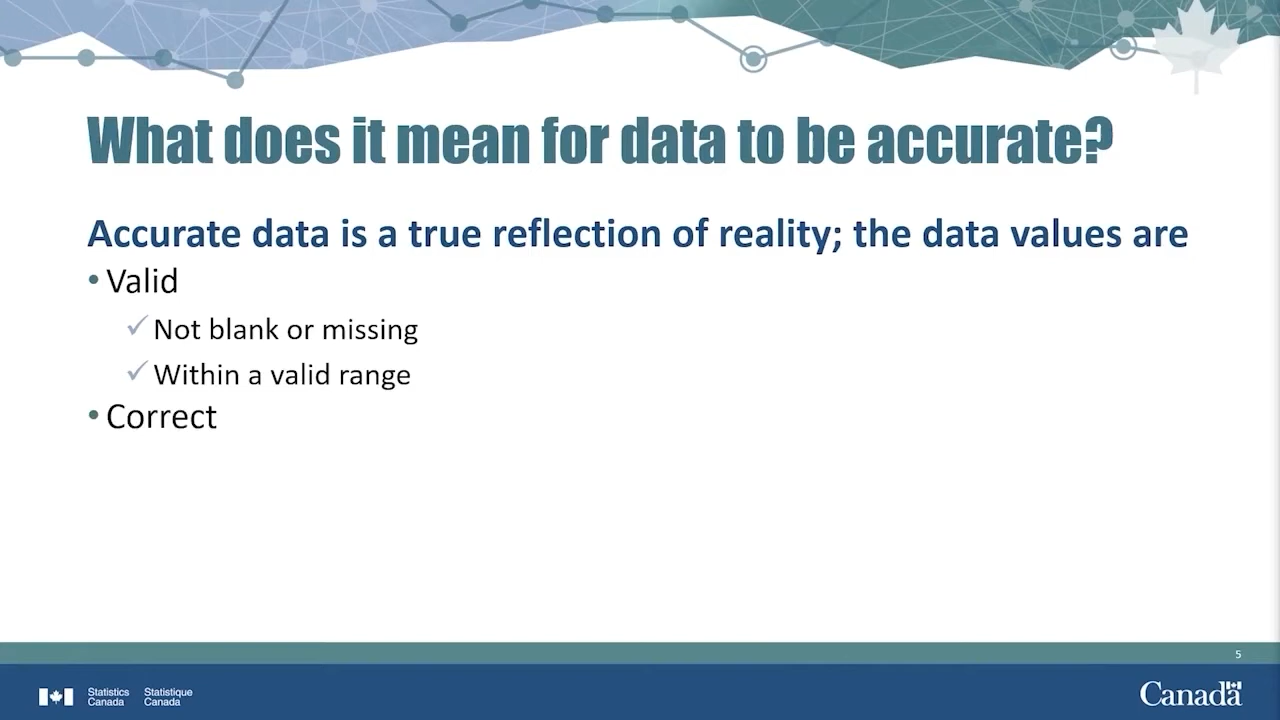 What does it mean for data to be accurate?
Accurate data is a true reflection of reality; the data values are
• Valid
✓ Not blank or missing
✓ Within a valid range
• Correct
5
Statistics Statistique
Canada Canada
Canada